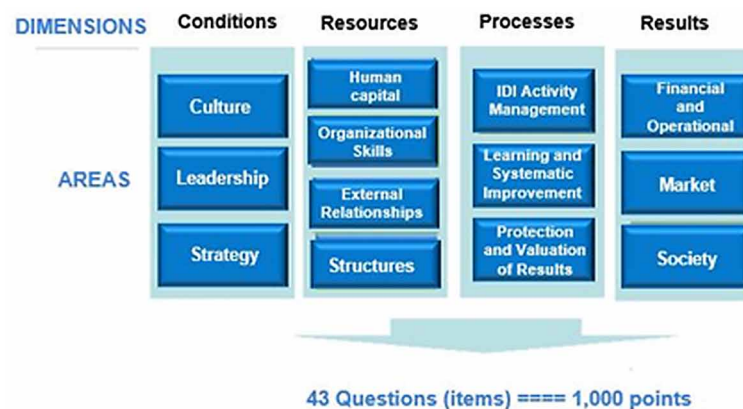 DIMENSIONS
Conditions
Resources
Processes
Results
AREAS
Culture
Leadership
Strategy
Human
capital
Organizational
Skills
External
Relationships
Structures
IDI Activity
Management
Learning and
Systematic
Improvement
Protection
and Valuation
of Results
Financial
and
Operational
Market
Society
43 Questions (items) ==== 1,000 points